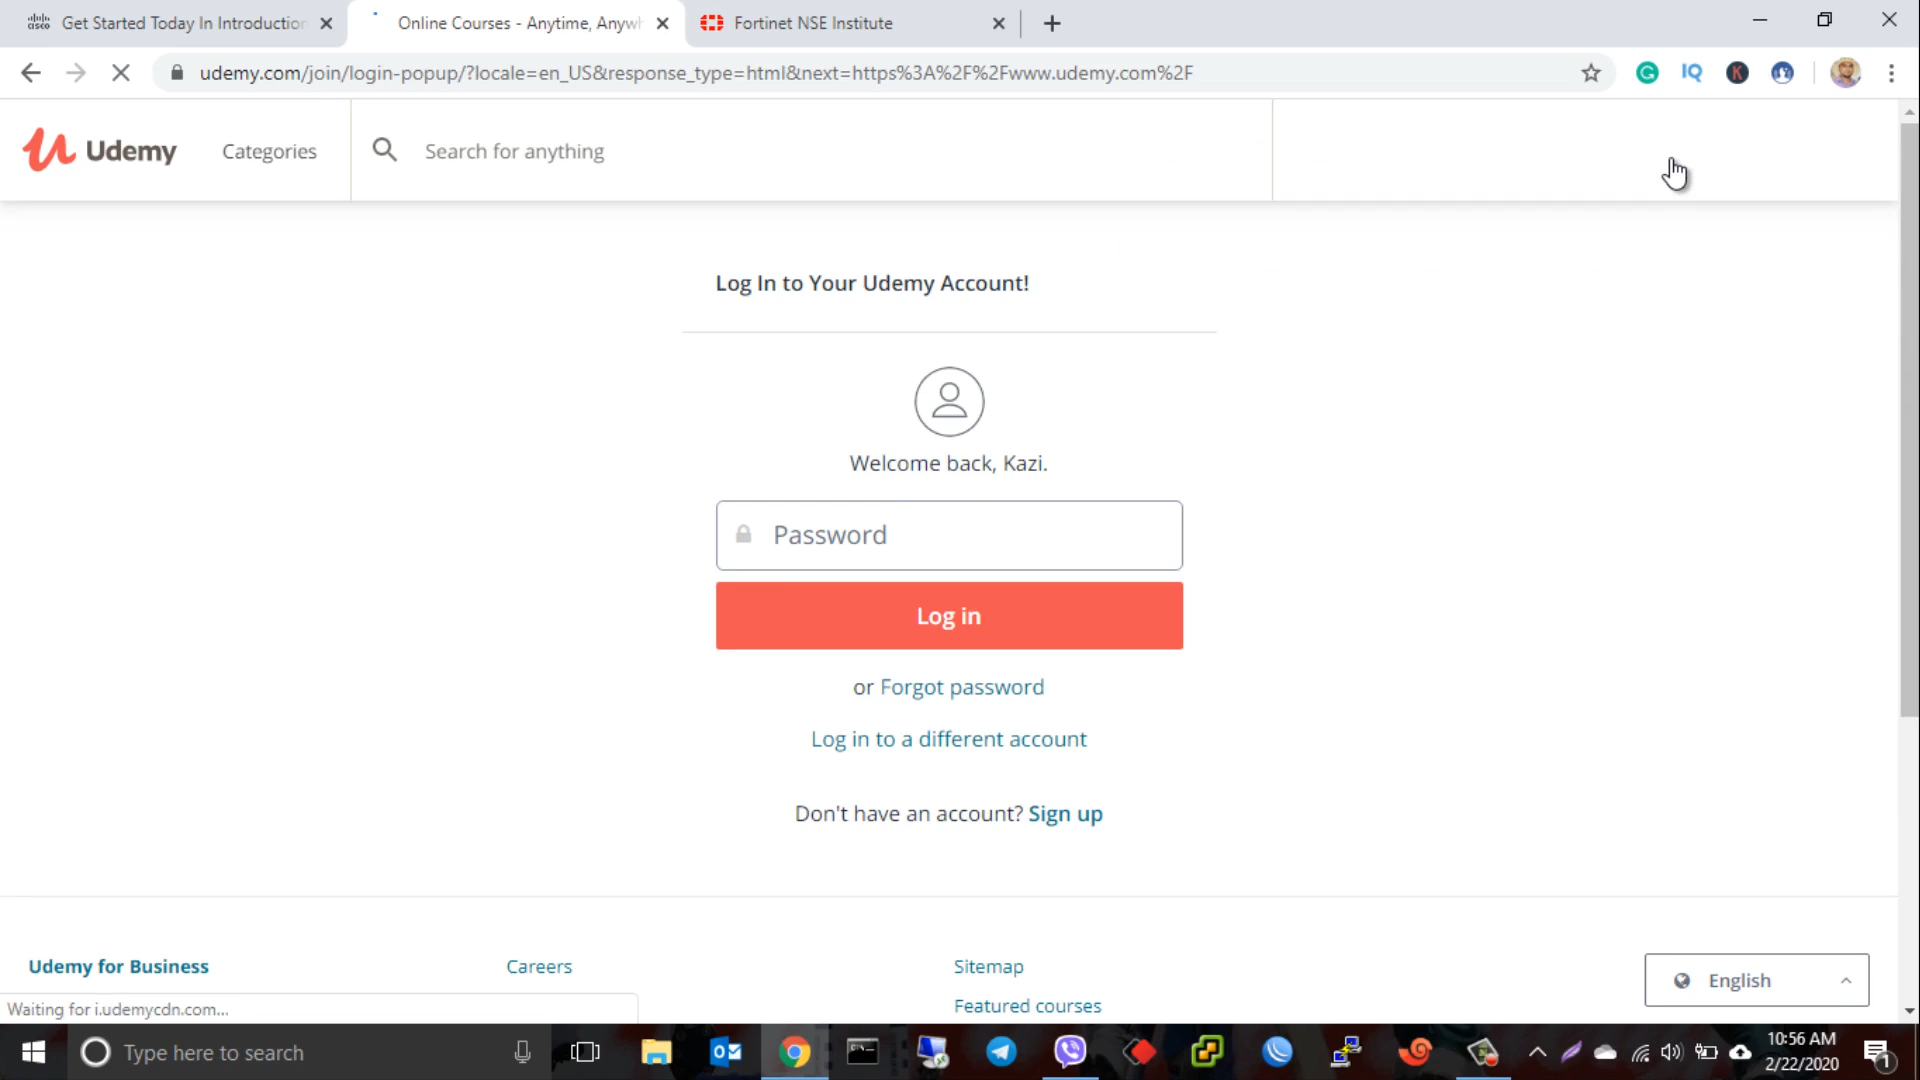 Get Started Today In Introduction
Online Courses - Anytime, Anywh
Fortinet NSE Institute
udemy.com/join/login-popup/?locale=en_US&response_type=html&next=https%3A%2F%2Fwww.udemy.com%2F
IQ
K
Udemy
Categories
Search for anything
Log In to Your Udemy Account!
Welcome back, Kazi.
Password
Log in
or Forgot password
Log in to a different account
Don't have an account? Sign up
Udemy for Business
Careers
Sitemap
English
Featured courses
Waiting for i.udemycdn.com...
Type here to search
10:56 AM
2/22/2020
1